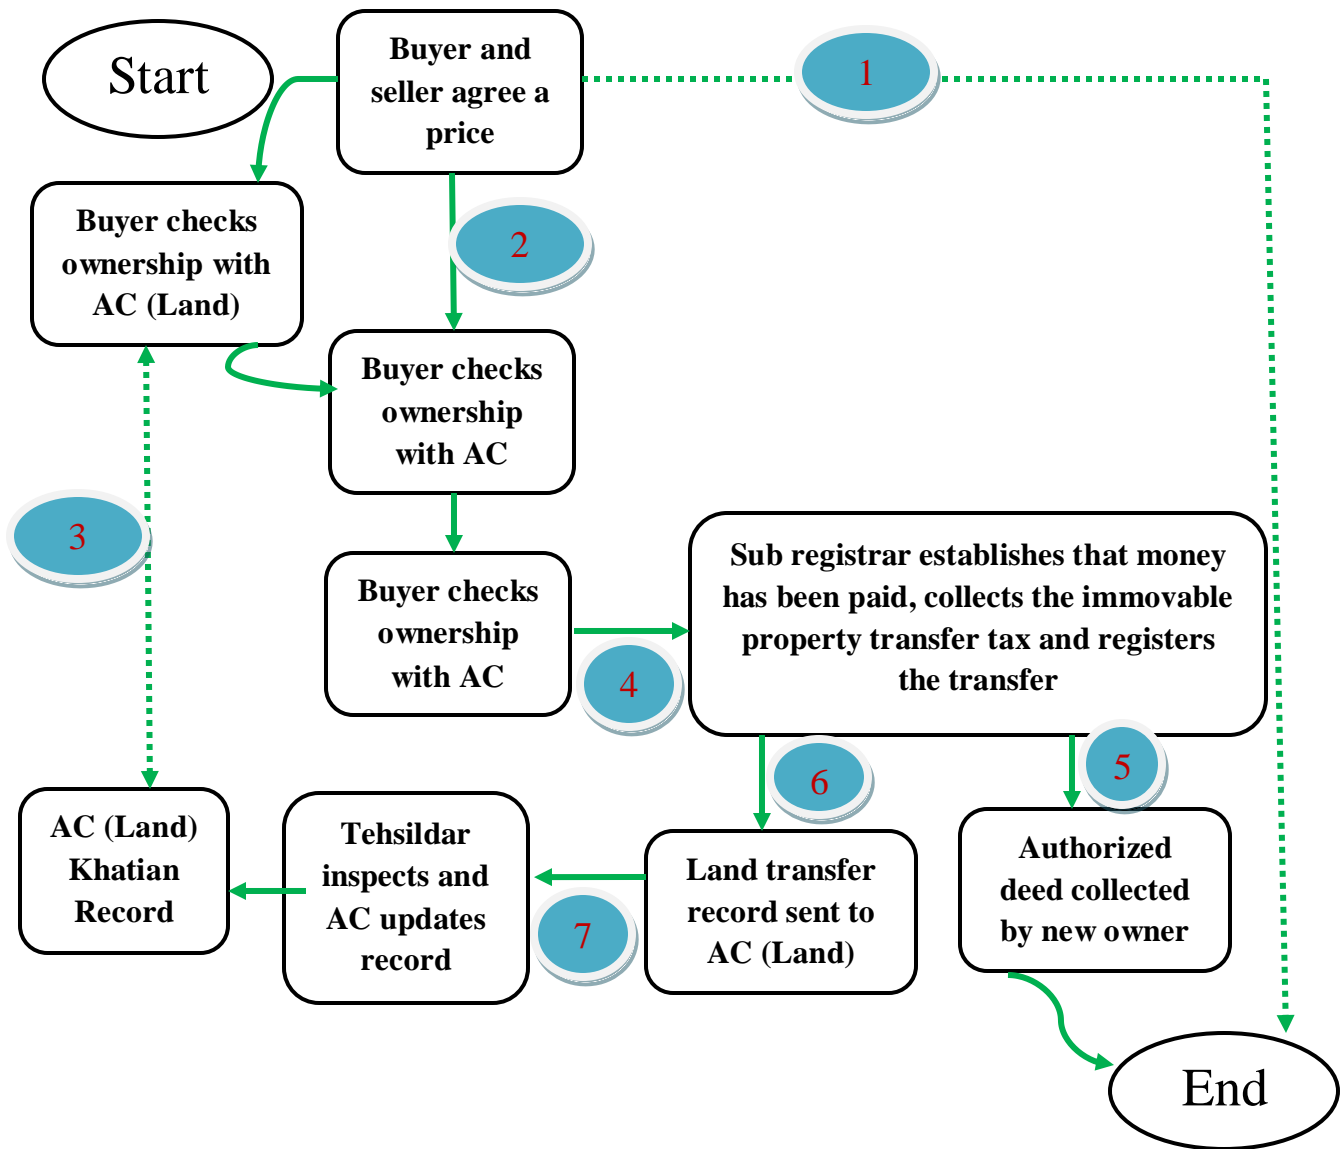 Start
Buyer and
seller agree a
price
1
Buyer checks
ownership with
AC (Land)
2
Buyer checks
ownership
with AC
3
Buyer checks
ownership
with AC
4
Sub registrar establishes that money
has been paid, collects the immovable
property transfer tax and registers
the transfer
6
5
AC (Land)
Khatian
Record
Tehsildar
inspects and
AC updates
record
7
Land transfer
record sent to
AC (Land)
Authorized
deed collected
by new owner
End